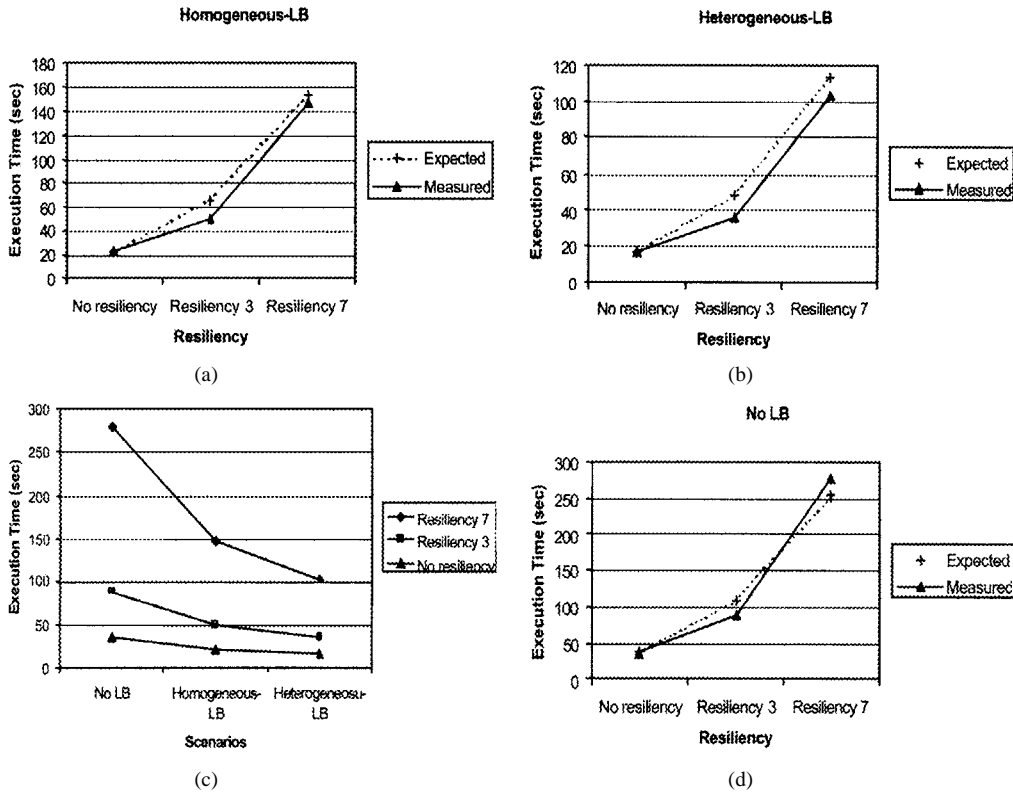 Homogeneous-LB
Execution Time (sec)
180
160
140
120
100
80
60
40
20
0
No resiliency Resiliency 3 Resiliency 7
Resiliency
Expected
Measured
(a)
Heterogeneous-LB
Execution Time (sec)
120
100
80
60
40
20
0
No resiliency Resiliency 3 Resiliency 7
Resiliency
Expected
Measured
(b)
Execution Time (sec)
300
250
200
150
100
50
0
No LB Homogeneous-LB Heterogeneosu-LB
Scenarios
Resiliency 7
Resiliency 3
No resiliency
(c)
No LB
Execution Time (sec)
300
250
200
150
100
50
0
No resiliency Resiliency 3 Resiliency 7
Resiliency
Expected
Measured
(d)